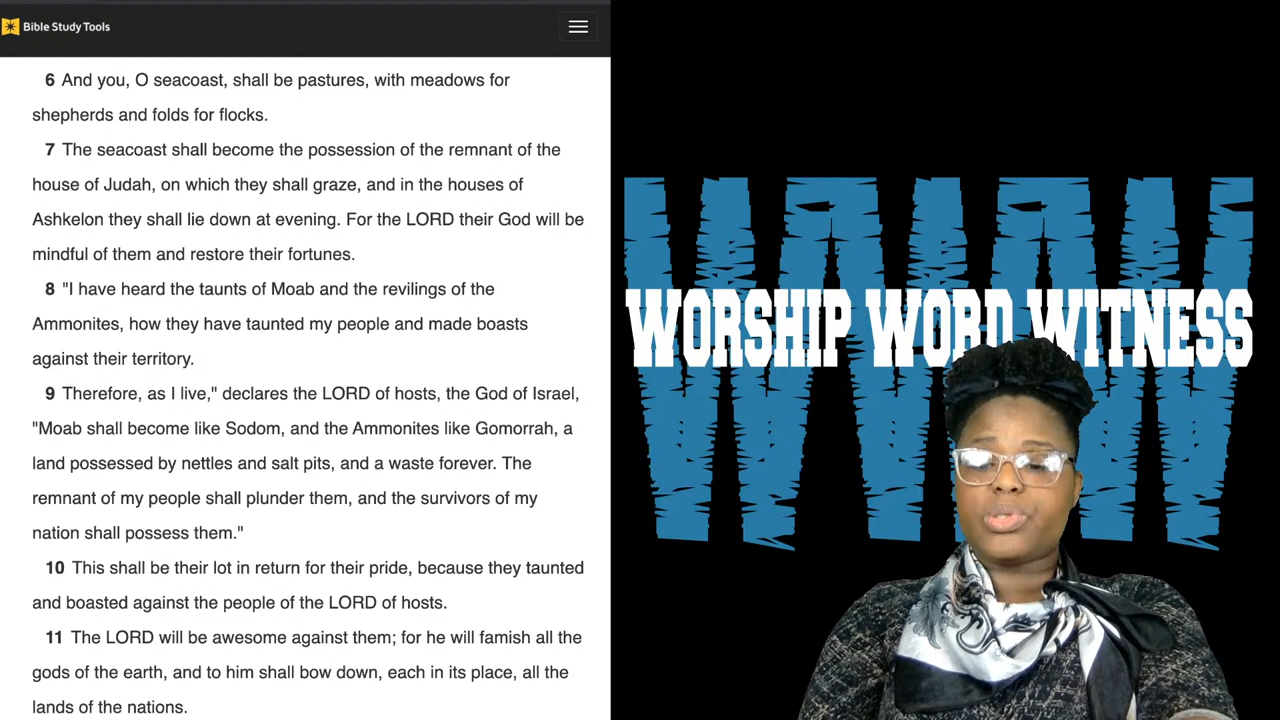 Bible Study Tools
6 And you, O seacoast, shall be pastures, with meadows for
shepherds and folds for flocks.
7 The seacoast shall become the possession of the remnant of the
house of Judah, on which they shall graze, and in the houses of
Ashkelon they shall lie down at evening. For the LORD their God will be
mindful of them and restore their fortunes.
8 "I have heard the taunts of Moab and the revilings of the
Ammonites, how they have taunted my people and made boasts
against their territory.
9 Therefore, as I live," declares the LORD of hosts, the God of Israel,
"Moab shall become like Sodom, and the Ammonites like Gomorrah, a
land possessed by nettles and salt pits, and a waste forever. The
remnant of my people shall plunder them, and the survivors of my
nation shall possess them."
10 This shall be their lot in return for their pride, because they taunted
and boasted against the people of the LORD of hosts.
11 The LORD will be awesome against them; for he will famish all the
gods of the earth, and to him shall bow down, each in its place, all the
lands of the nations.
WWW
WORSHIP WORD WITNESS